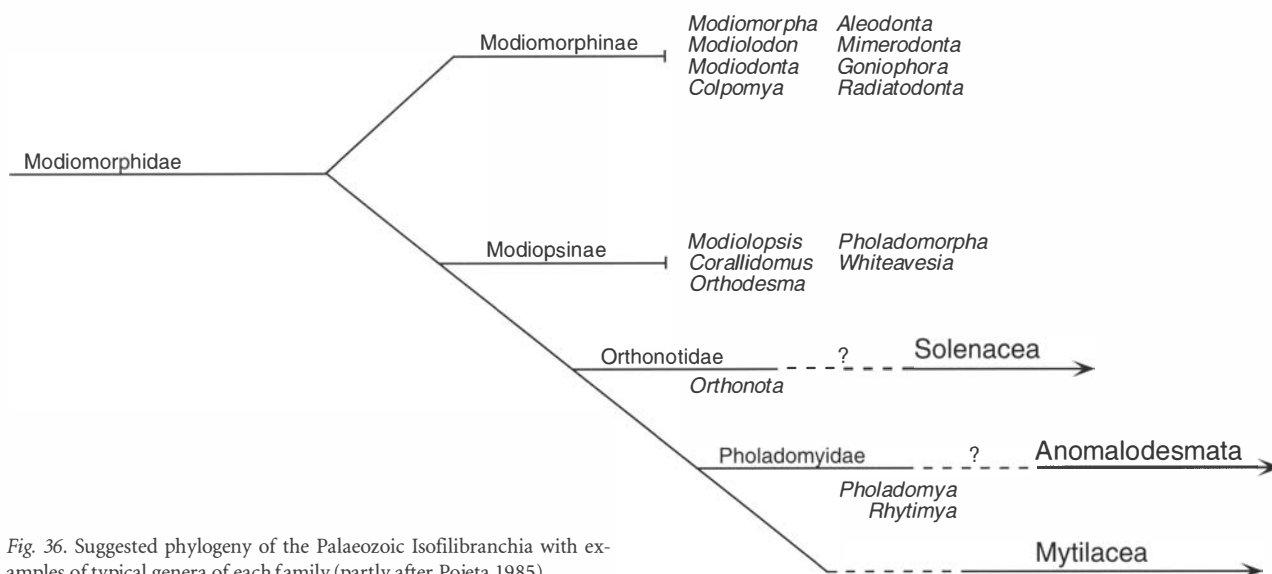 Modiomorphinae
Modiomorpha Aleodonta
Modiolodon Mimerodonta
Modiodonta Goniophora
Colpomya Radiatodonta
Modiomorphidae
Modiopsinae
Modiolopsis Pholadomorpha
Corallidomus Whiteavesia
Orthodesma
Orthonotidae ? Solenacea
Orthonota
Pholadomyidae ? Anomalodesmata
Pholadomya
Rhytimya
Mytilacea
Fig. 36. Suggested phylogeny of the Palaeozoic Isofilibranchia with ex-
amples of typical genera of each family (partly after Pojeta 1985)